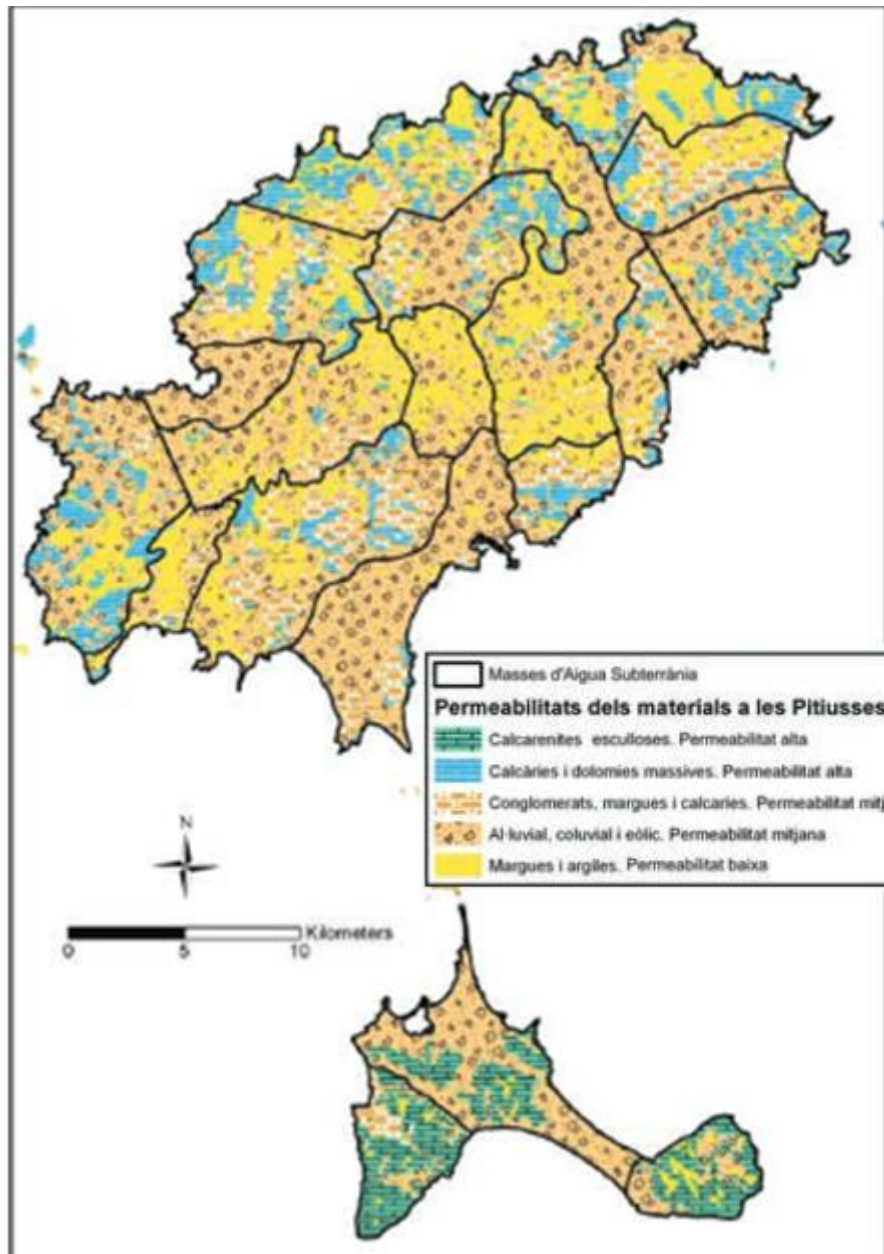 Masses d'Aigua Subterrània
Permeabilitats dels materials a les Pitiusses
Calcarenites esculloses. Permeabilitat alta
Calcàries i dolomies massives. Permeabilitat alta
Conglomerats, margues i calcaries. Permeabilitat mitj
Al·luvial, coluvial i eòlic. Permeabilitat mitjana
Margues i argiles. Permeabilitat baixa
N
Kilometers
0 5 10